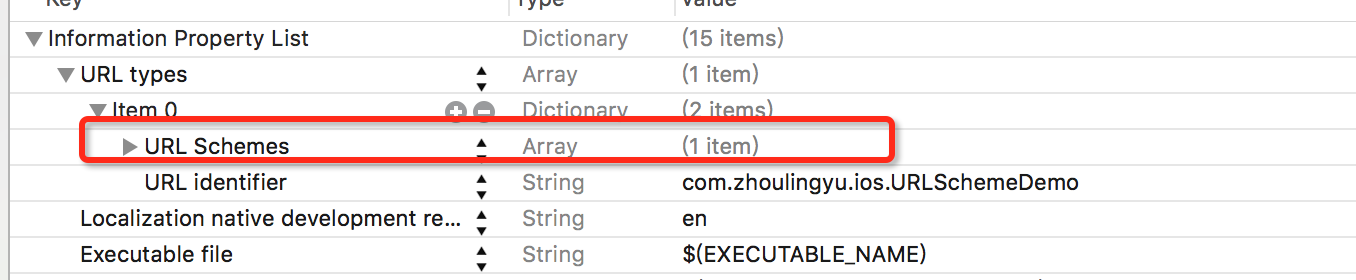 Key Type Value
Information Property List Dictionary (15 items)
URL types Array (1 item)
Item 0 Dictionary (2 items)
URL Schemes Array (1 item)
URL identifier String com.zhoulingyu.ios.URLSchemeDemo
Localization native development re... String en
Executable file String $(EXECUTABLE_NAME)